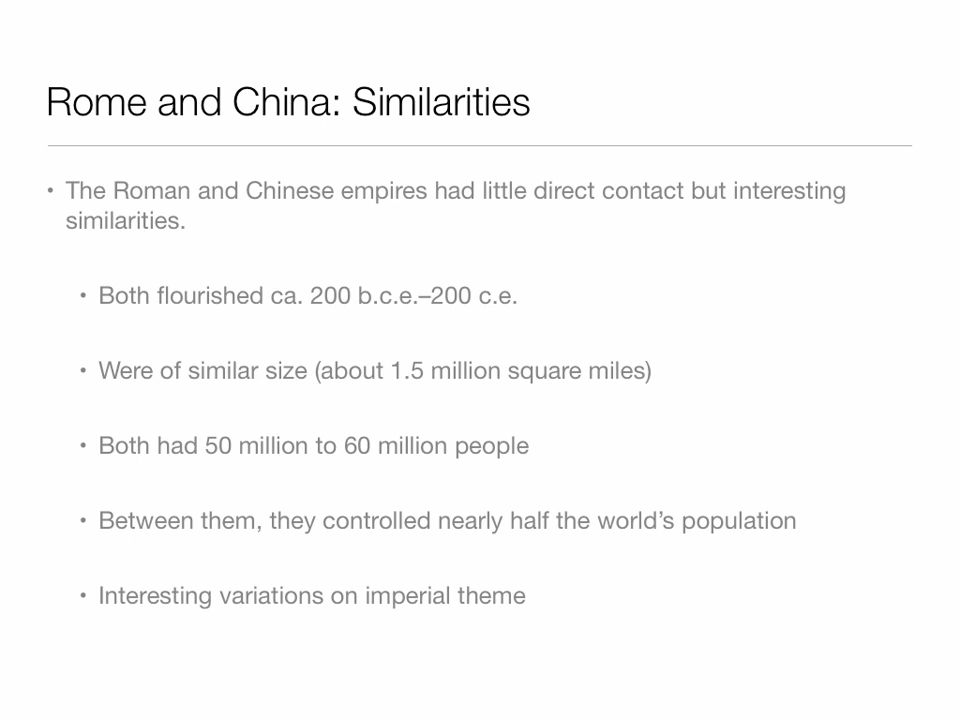 Rome and China: Similarities
• The Roman and Chinese empires had little direct contact but interesting
similarities.
• Both flourished ca. 200 b.c.e.–200 c.e.
• Were of similar size (about 1.5 million square miles)
• Both had 50 million to 60 million people
• Between them, they controlled nearly half the world’s population
• Interesting variations on imperial theme